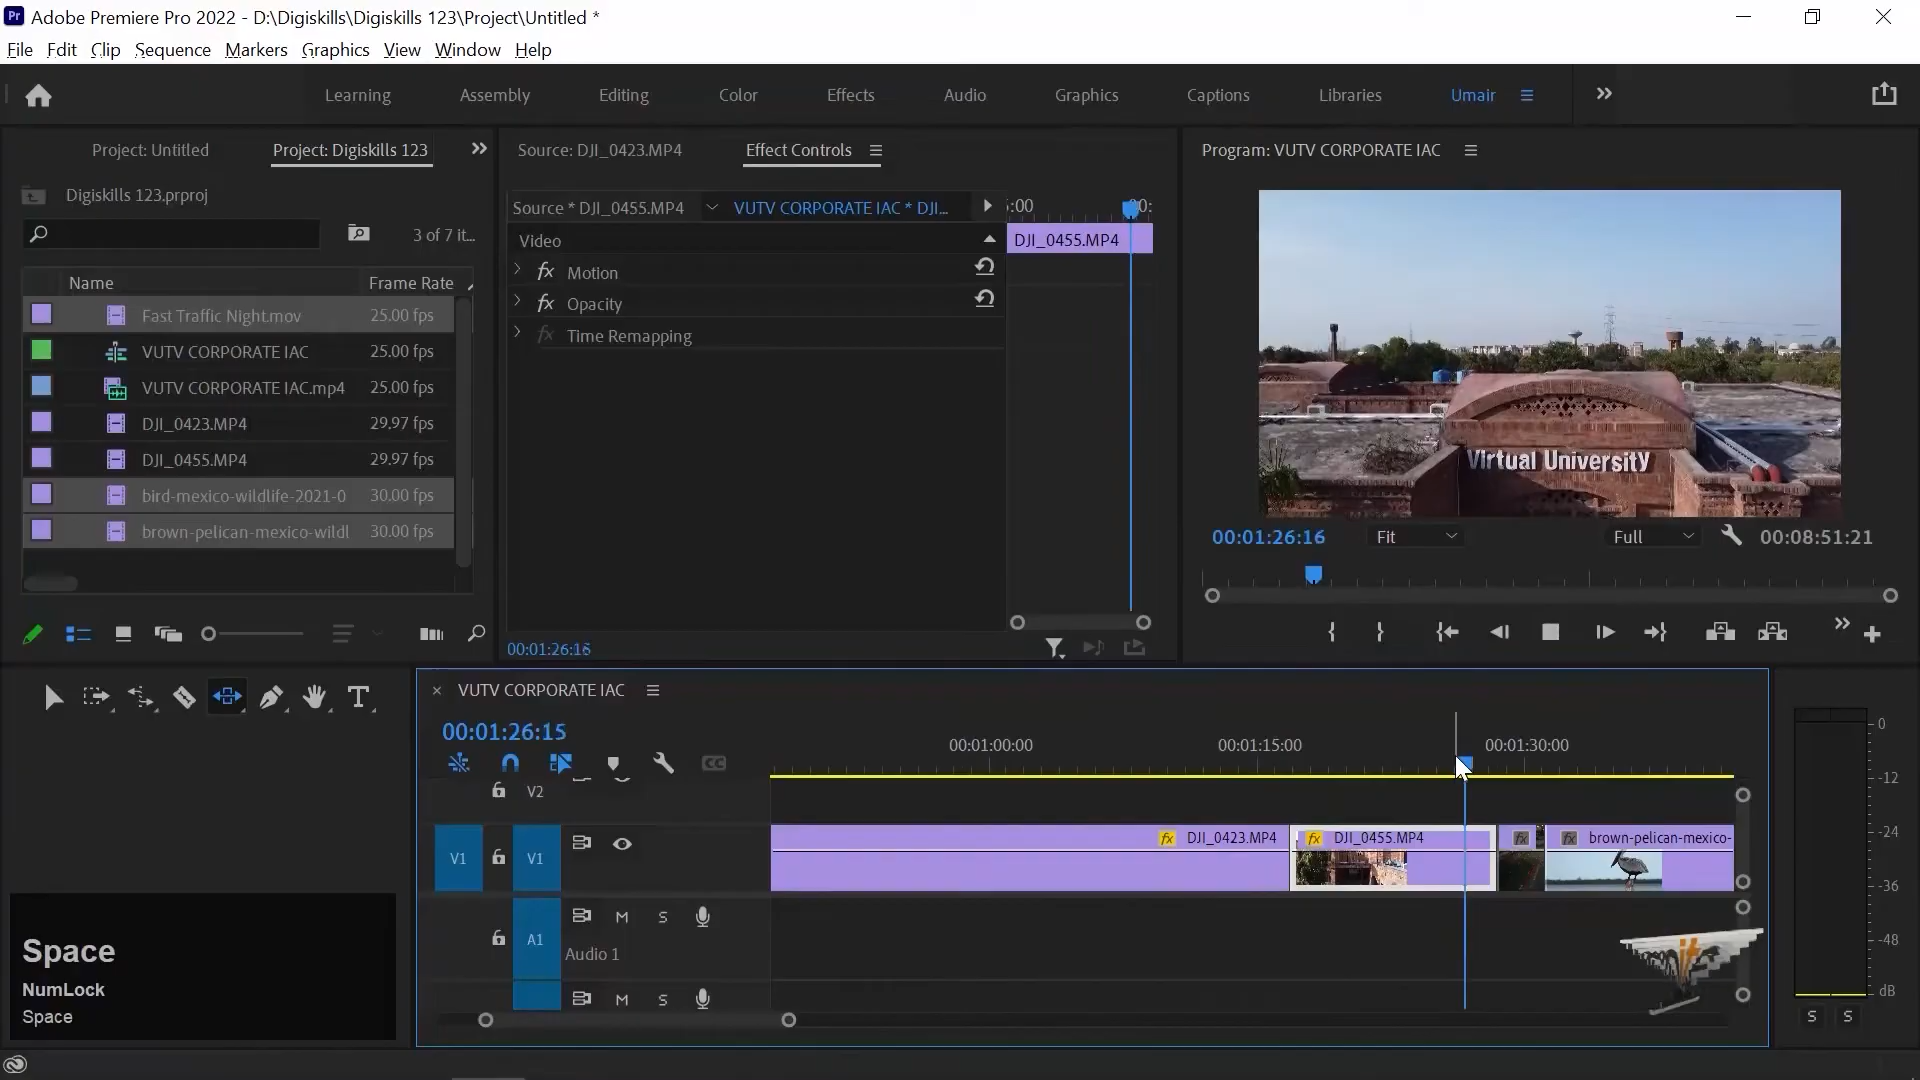 Adobe Premiere Pro 2022 - D:\Digiskills\Digiskills 123\Project\Untitled *
File Edit Clip Sequence Markers Graphics View Window Help
Learning Assembly Editing Color Effects Audio Graphics Captions Libraries Umair
Project: Untitled Project: Digiskills 123
Source: DJI_0423.MP4 Effect Controls
Program: VUTV CORPORATE IAC
Digiskills 123.prproj
3 of 7 it...
Name Frame Rate
Fast Traffic Night.mov 25.00 fps
VUTV CORPORATE IAC 25.00 fps
VUTV CORPORATE IAC.mp4 25.00 fps
DJI_0423.MP4 29.97 fps
DJI_0455.MP4 29.97 fps
bird-mexico-wildlife-2021-0 30.00 fps
brown-pelican-mexico-wildl 30.00 fps
Source * DJI_0455.MP4 VUTV CORPORATE IAC * DJI...
:00 00:
Video DJI_0455.MP4
fx Motion
fx Opacity
fx Time Remapping
00:01:26:16
Virtual University
00:01:26:16 Fit Full 00:08:51:21
VUTV CORPORATE IAC
00:01:26:15
00:01:00:00 00:01:15:00 00:01:30:00
V2
V1 V1
fx DJI_0423.MP4 fx DJI_0455.MP4 fx fx brown-pelican-mexico-
A1 M S
Audio 1
M S
0
-12
-24
-36
-48
dB
S S
Space
NumLock
Space